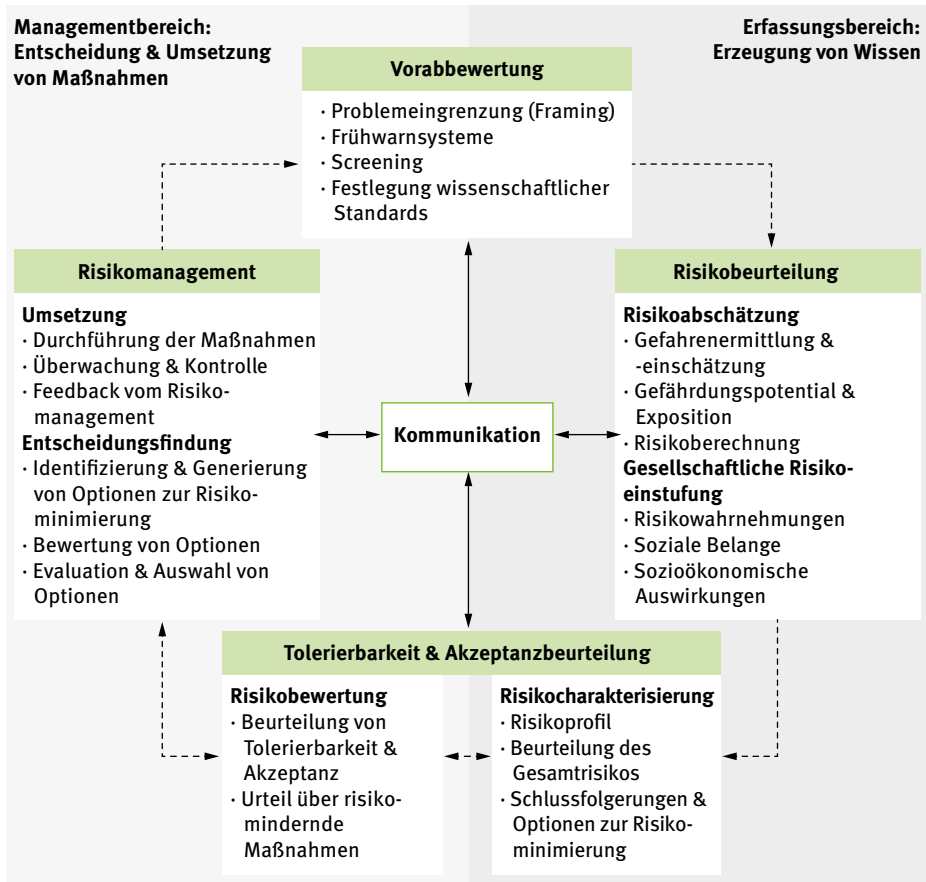 Managementbereich:
Entscheidung & Umsetzung
von Maßnahmen
Erfassungsbereich:
Erzeugung von Wissen
Vorabbewertung
· Problemeingrenzung (Framing)
· Frühwarnsysteme
· Screening
· Festlegung wissenschaftlicher
Standards
Risikomanagement
Umsetzung
· Durchführung der Maßnahmen
· Überwachung & Kontrolle
· Feedback vom Risiko-
management
Entscheidungsfindung
· Identifizierung & Generierung
von Optionen zur Risiko-
minimierung
· Bewertung von Optionen
· Evaluation & Auswahl von
Optionen
Kommunikation
Risikobeurteilung
Risikoabschätzung
· Gefahrenermittlung &
-einschätzung
· Gefährdungspotential &
Exposition
· Risikoberechnung
Gesellschaftliche Risiko-
einstufung
· Risikowahrnehmungen
· Soziale Belange
· Sozioökonomische
Auswirkungen
Tolerierbarkeit & Akzeptanzbeurteilung
Risikobewertung
· Beurteilung von
Tolerierbarkeit &
Akzeptanz
· Urteil über risiko-
mindernde
Maßnahmen
Risikocharakterisierung
· Risikoprofil
· Beurteilung des
Gesamtrisikos
· Schlussfolgerungen &
Optionen zur Risiko-
minimierung